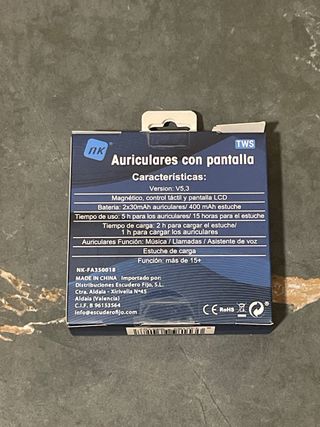 NK
TWS
Auriculares con pantalla
Características:
Version: V5,3
Magnético, control táctil y pantalla LCD
Bateria: 2x30mAh auriculares/ 400 mAh estuche
Tiempo de uso: 5 h para los auriculares/ 15 horas para el estuche
Tiempo de carga: 2 h para cargar el estuche/
1 h para cargar los auriculares
Auriculares Función: Música / Llamadas / Asistente de voz
Estuche de carga
Función: más de 15+
NK-FA350018
MADE IN CHINA Importado por:
Distribuciones Escudero Fijo, S.L.
Ctra. Aldaia - Xirivella Nº45
Aldaia (Valencia)
C.I.F. B 96153564
info@escuderofijo.com
CE RoHS